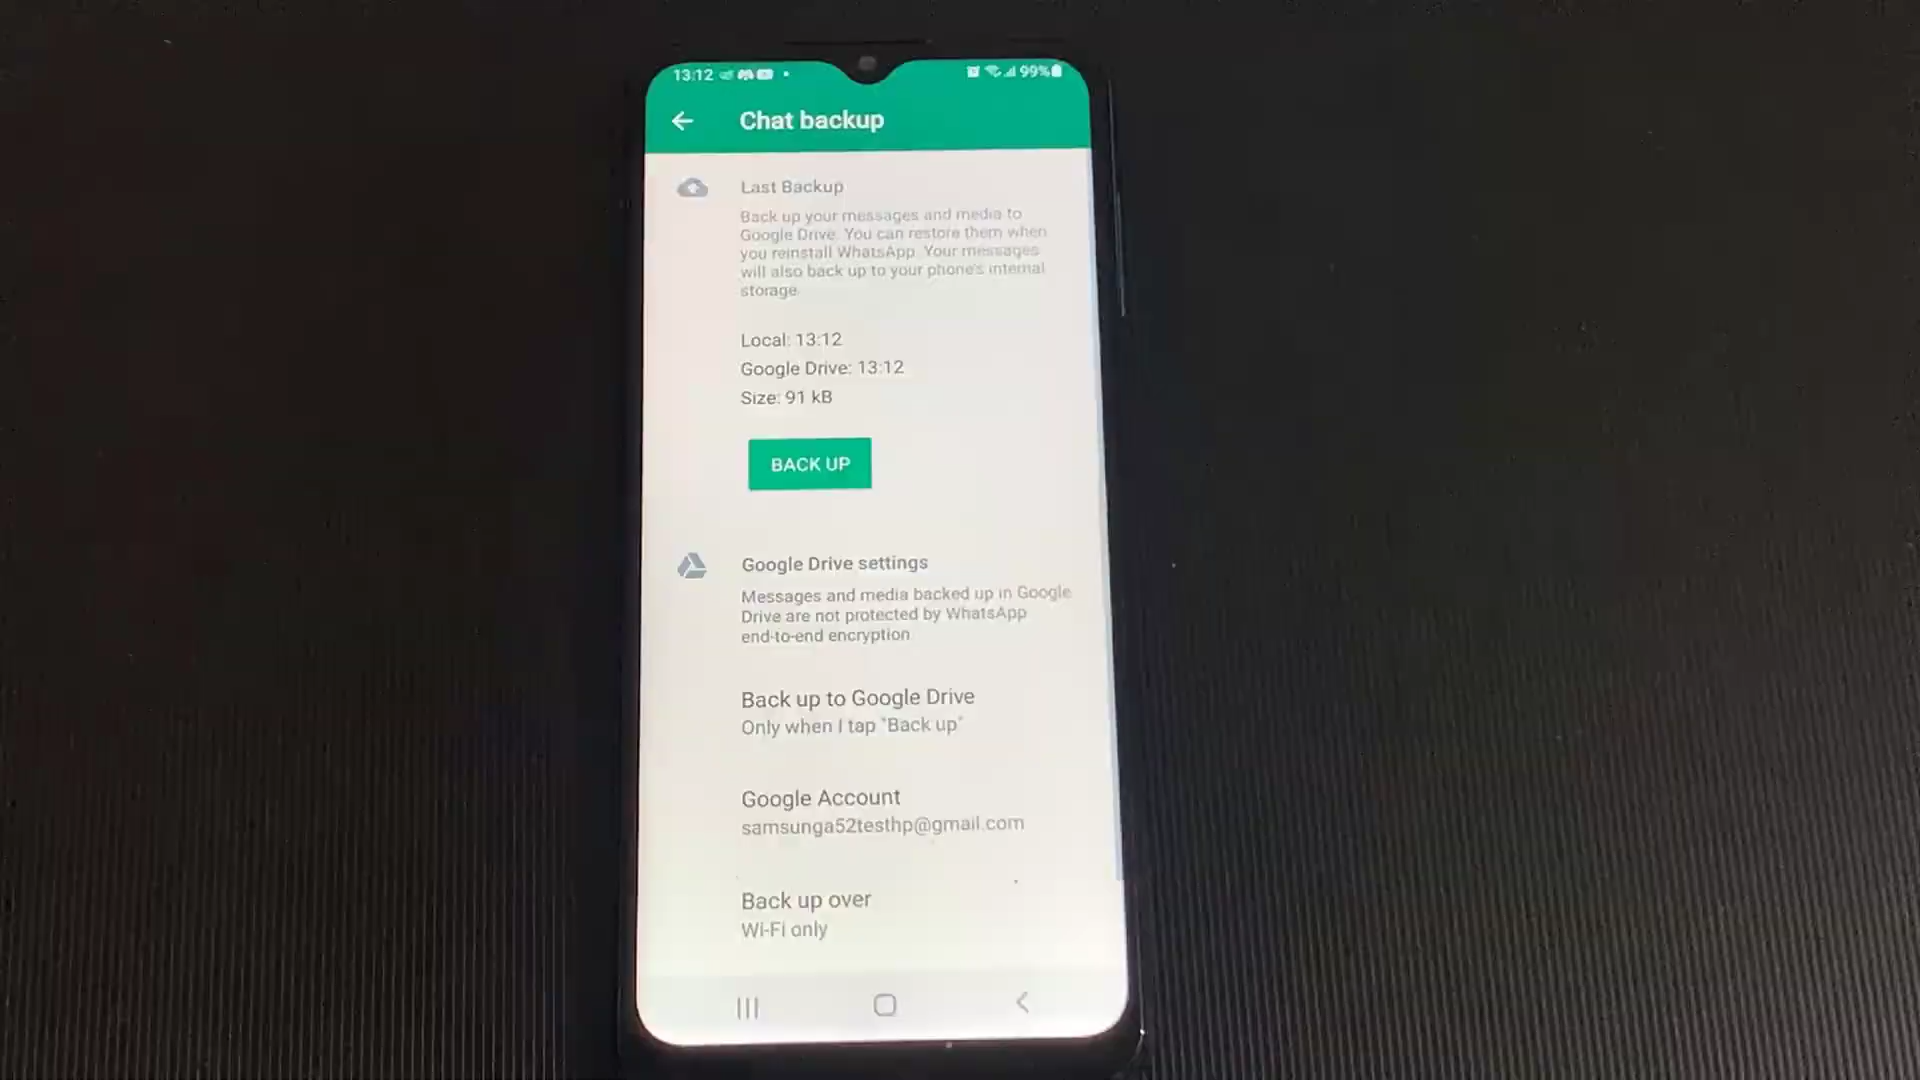 13:12 99%
Chat backup
Last Backup
Back up your messages and media to
Google Drive. You can restore them when
you reinstall WhatsApp. Your messages
will also back up to your phone's internal
storage.
Local: 13:12
Google Drive: 13:12
Size: 91 kB
BACK UP
Google Drive settings
Messages and media backed up in Google
Drive are not protected by WhatsApp
end-to-end encryption
Back up to Google Drive
Only when I tap "Back up"
Google Account
samsunga52testhp@gmail.com
Back up over
Wi-Fi only